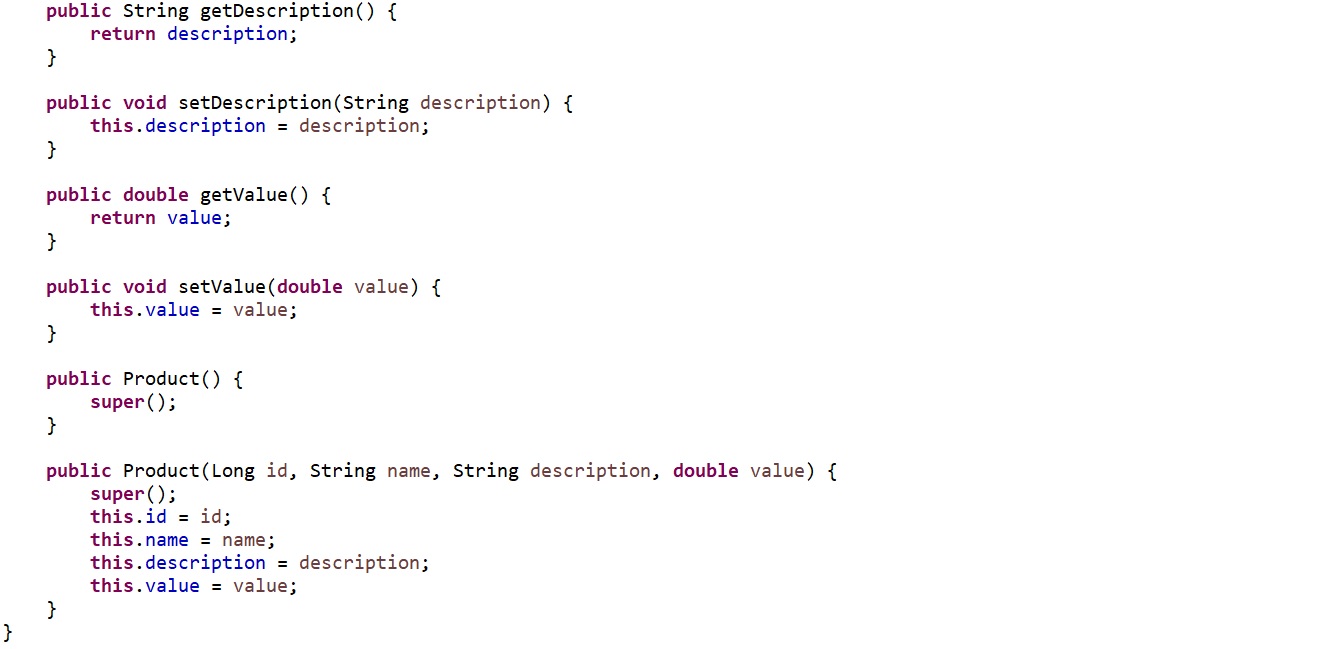 public String getDescription() {
        return description;
    }

    public void setDescription(String description) {
        this.description = description;
    }

    public double getValue() {
        return value;
    }

    public void setValue(double value) {
        this.value = value;
    }

    public Product() {
        super();
    }

    public Product(Long id, String name, String description, double value) {
        super();
        this.id = id;
        this.name = name;
        this.description = description;
        this.value = value;
    }
}